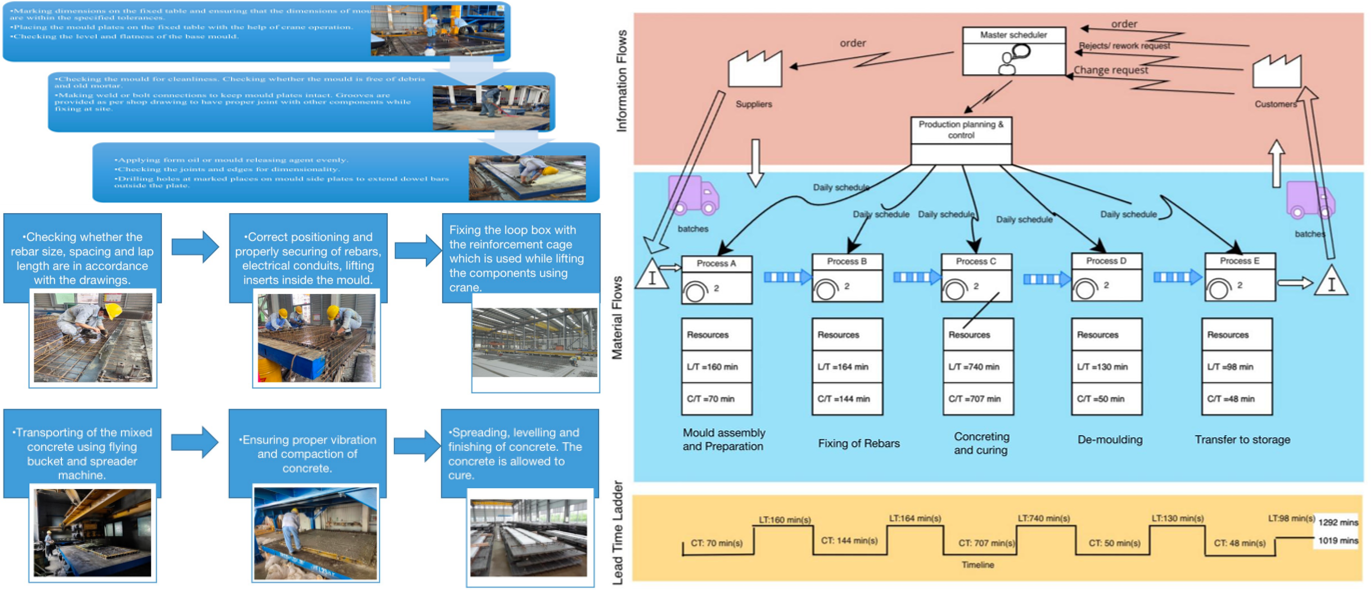 •Marking dimensions on the fixed table and ensuring that the dimensions of mou
are within the specified tolerances.
•Placing the mould plates on the fixed table with the help of crane operation.
•Checking the level and flatness of the base mould.
•Checking the mould for cleanliness. Checking whether the mould is free of debris
and old mortar.
•Making weld or bolt connections to keep mould plates intact. Grooves are
provided as per shop drawing to have proper joint with other components while
fixing at site.
•Applying form oil or mould releasing agent evenly.
•Checking the joints and edges for dimensionality.
•Drilling holes at marked places on mould side plates to extend dowel bars
outside the plate.
•Checking whether the
rebar size, spacing and lap
length are in accordance
with the drawings.
•Correct positioning and
properly securing of rebars,
electrical conduits, lifting
inserts inside the mould.
Fixing the loop box with
the reinforcement cage
which is used while lifting
the components using
crane.
•Transporting of the mixed
concrete using flying
bucket and spreader
machine.
•Ensuring proper vibration
and compaction of
concrete.
•Spreading, levelling and
finishing of concrete. The
concrete is allowed to
cure.
Information Flows
Material Flows
Lead Time Ladder
order
Master scheduler
order
Rejects/ rework request
Change request
Suppliers
Customers
Production planning &
control
Daily schedule
Daily schedule
Daily schedule
Daily schedule
Daily schedule
batches
batches
I
Process A
2
Process B
2
Process C
2
Process D
2
Process E
2
I
Resources
L/T =160 min
C/T =70 min
Resources
L/T =164 min
C/T =144 min
Resources
L/T =740 min
C/T =707 min
Resources
L/T =130 min
C/T =50 min
Resources
L/T =98 min
C/T =48 min
Mould assembly
and Preparation
Fixing of Rebars
Concreting
and curing
De-moulding
Transfer to storage
CT: 70 min(s)
LT:160 min(s)
CT: 144 min(s)
LT:164 min(s)
CT: 707 min(s)
LT:740 min(s)
CT: 50 min(s)
LT:130 min(s)
CT: 48 min(s)
LT:98 min(s)
1292 mins
1019 mins
Timeline